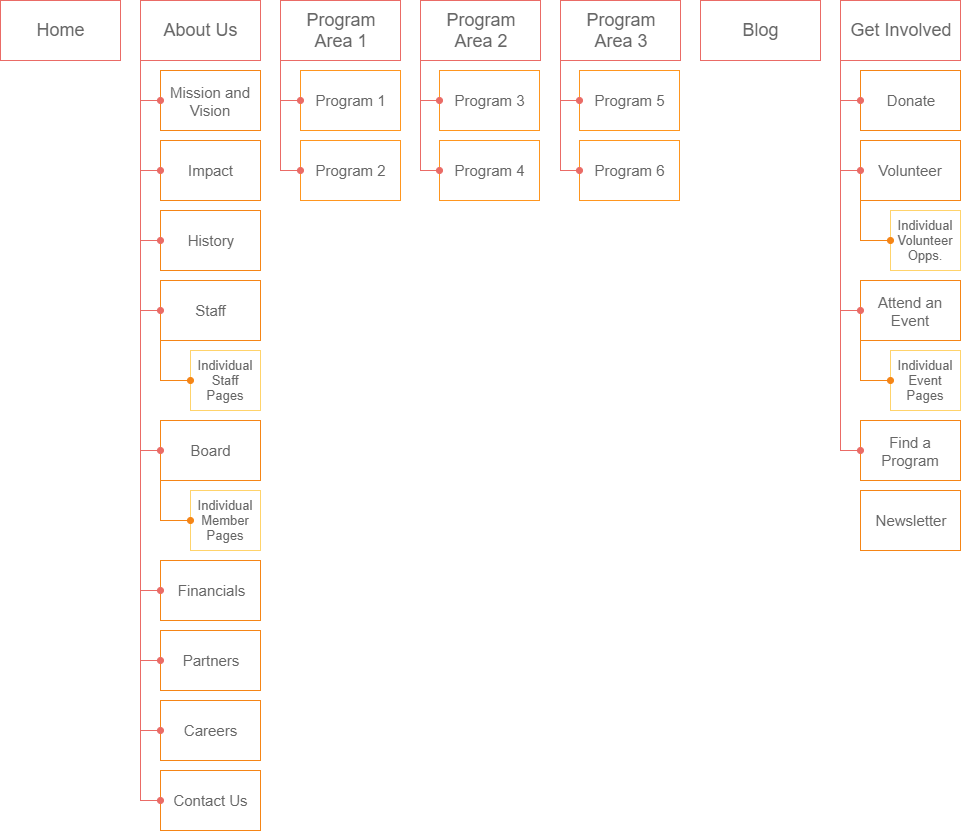 Home
About Us
Program
Area 1
Program
Area 2
Program
Area 3
Blog
Get Involved
Mission and
Vision
Impact
History
Staff
Individual
Staff
Pages
Board
Individual
Member
Pages
Financials
Partners
Careers
Contact Us
Program 1
Program 2
Program 3
Program 4
Program 5
Program 6
Donate
Volunteer
Individual
Volunteer
Opps.
Attend an
Event
Individual
Event
Pages
Find a
Program
Newsletter